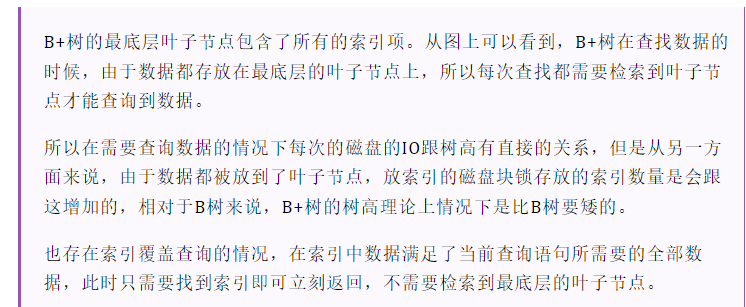 B+树的最底层叶子节点包含了所有的索引项。从图上可以看到，B+树在查找数据的
时候，由于数据都存放在最底层的叶子节点上，所以每次查找都需要检索到叶子节
点才能查询到数据。
所以在需要查询数据的情况下每次的磁盘的IO跟树高有直接的关系，但是从另一方
面来说，由于数据都被放到了叶子节点，放索引的磁盘块锁存放的索引数量是会跟
这增加的，相对于B树来说，B+树的树高理论上情况下是比B树要矮的。
也存在索引覆盖查询的情况，在索引中数据满足了当前查询语句所需要的全部数
据，此时只需要找到索引即可立刻返回，不需要检索到最底层的叶子节点。